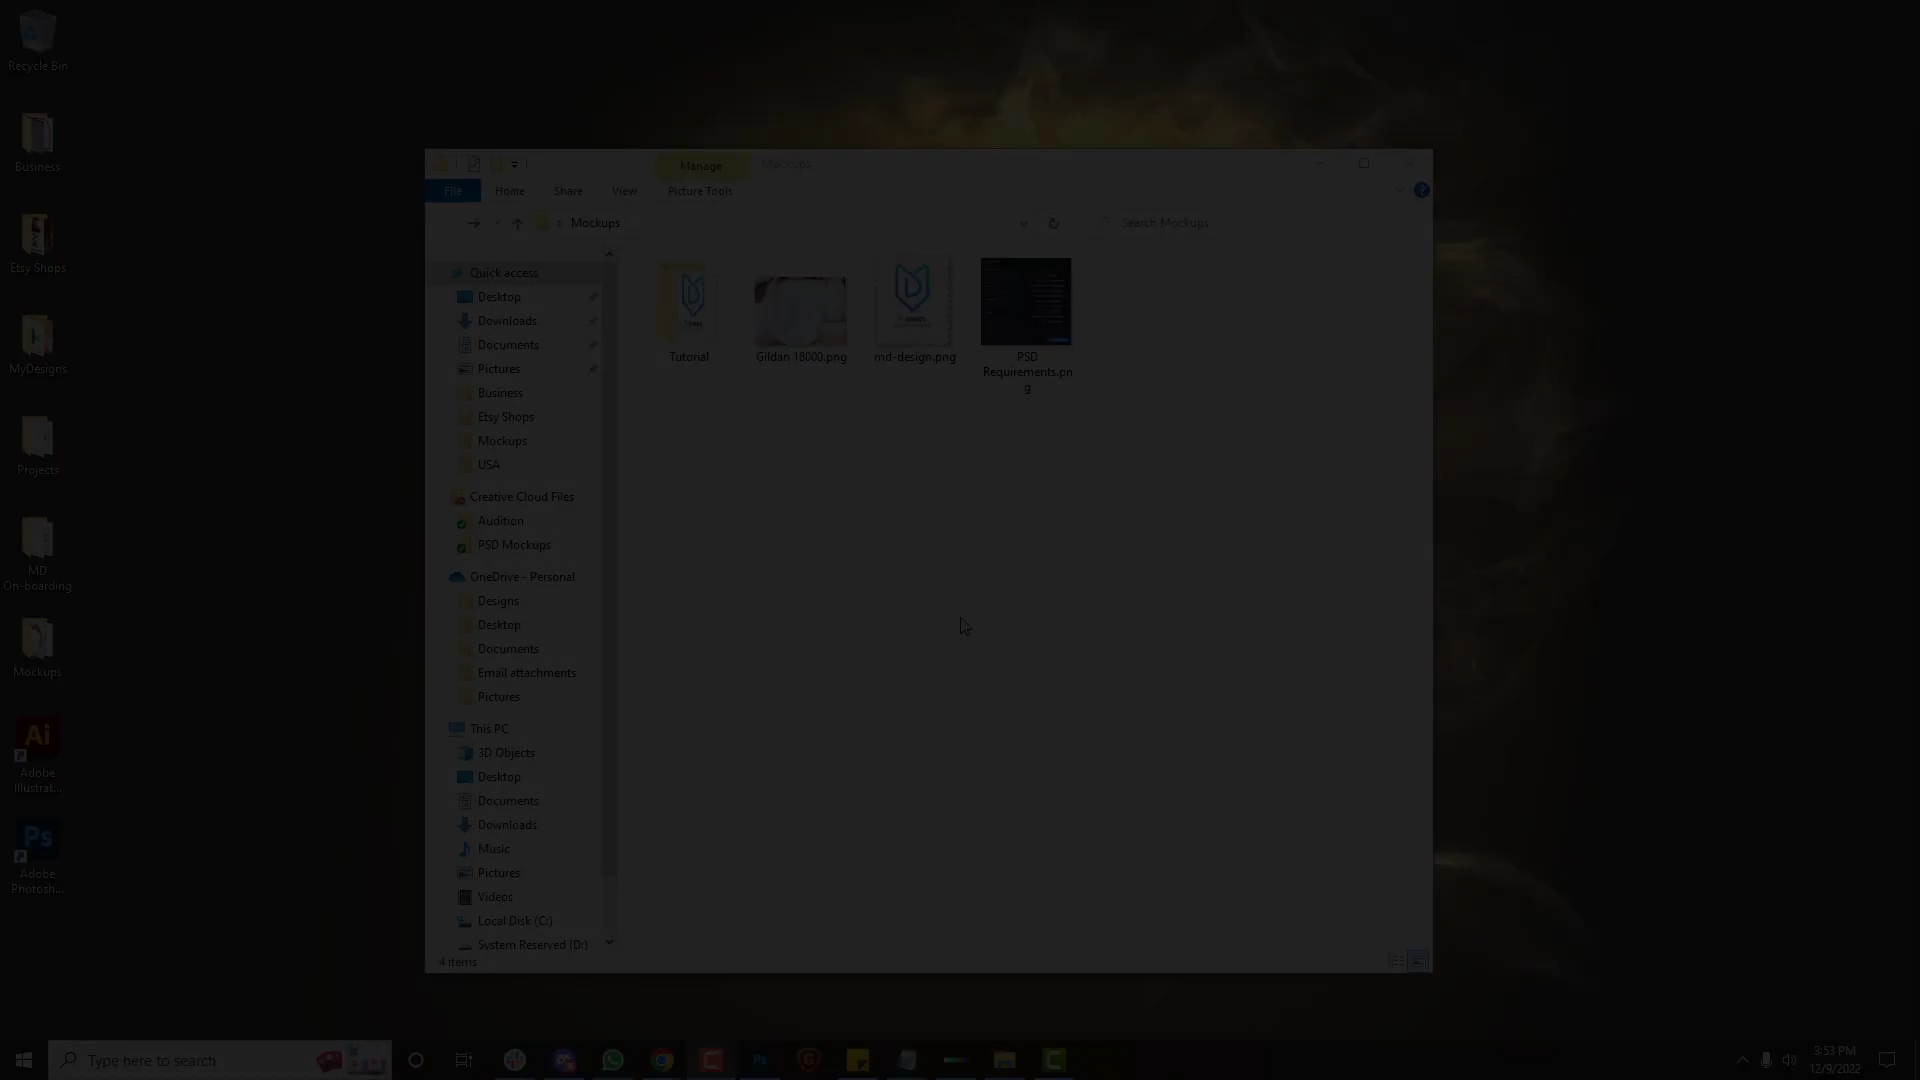 Recycle Bin
Business
Etsy Shops
MyDesigns
Projects
MD
On-boarding
Mockups
Ai
Adobe
Illustrat...
Ps
Adobe
Photosh...
Manage
Mockups
File
Home
Share
View
Picture Tools
?
Mockups
Search Mockups
Quick access
Desktop
Downloads
Documents
Pictures
Business
Etsy Shops
Mockups
USA
Creative Cloud Files
Audition
PSD Mockups
OneDrive - Personal
Designs
Desktop
Documents
Email attachments
Pictures
This PC
3D Objects
Desktop
Documents
Downloads
Music
Pictures
Videos
Local Disk (C:)
System Reserved (D:)
4 items
Tutorial
Gildan 18000.png
md-design.png
PSD
Requirements.pn
g
Type here to search
Ps
3:53 PM
12/9/2022